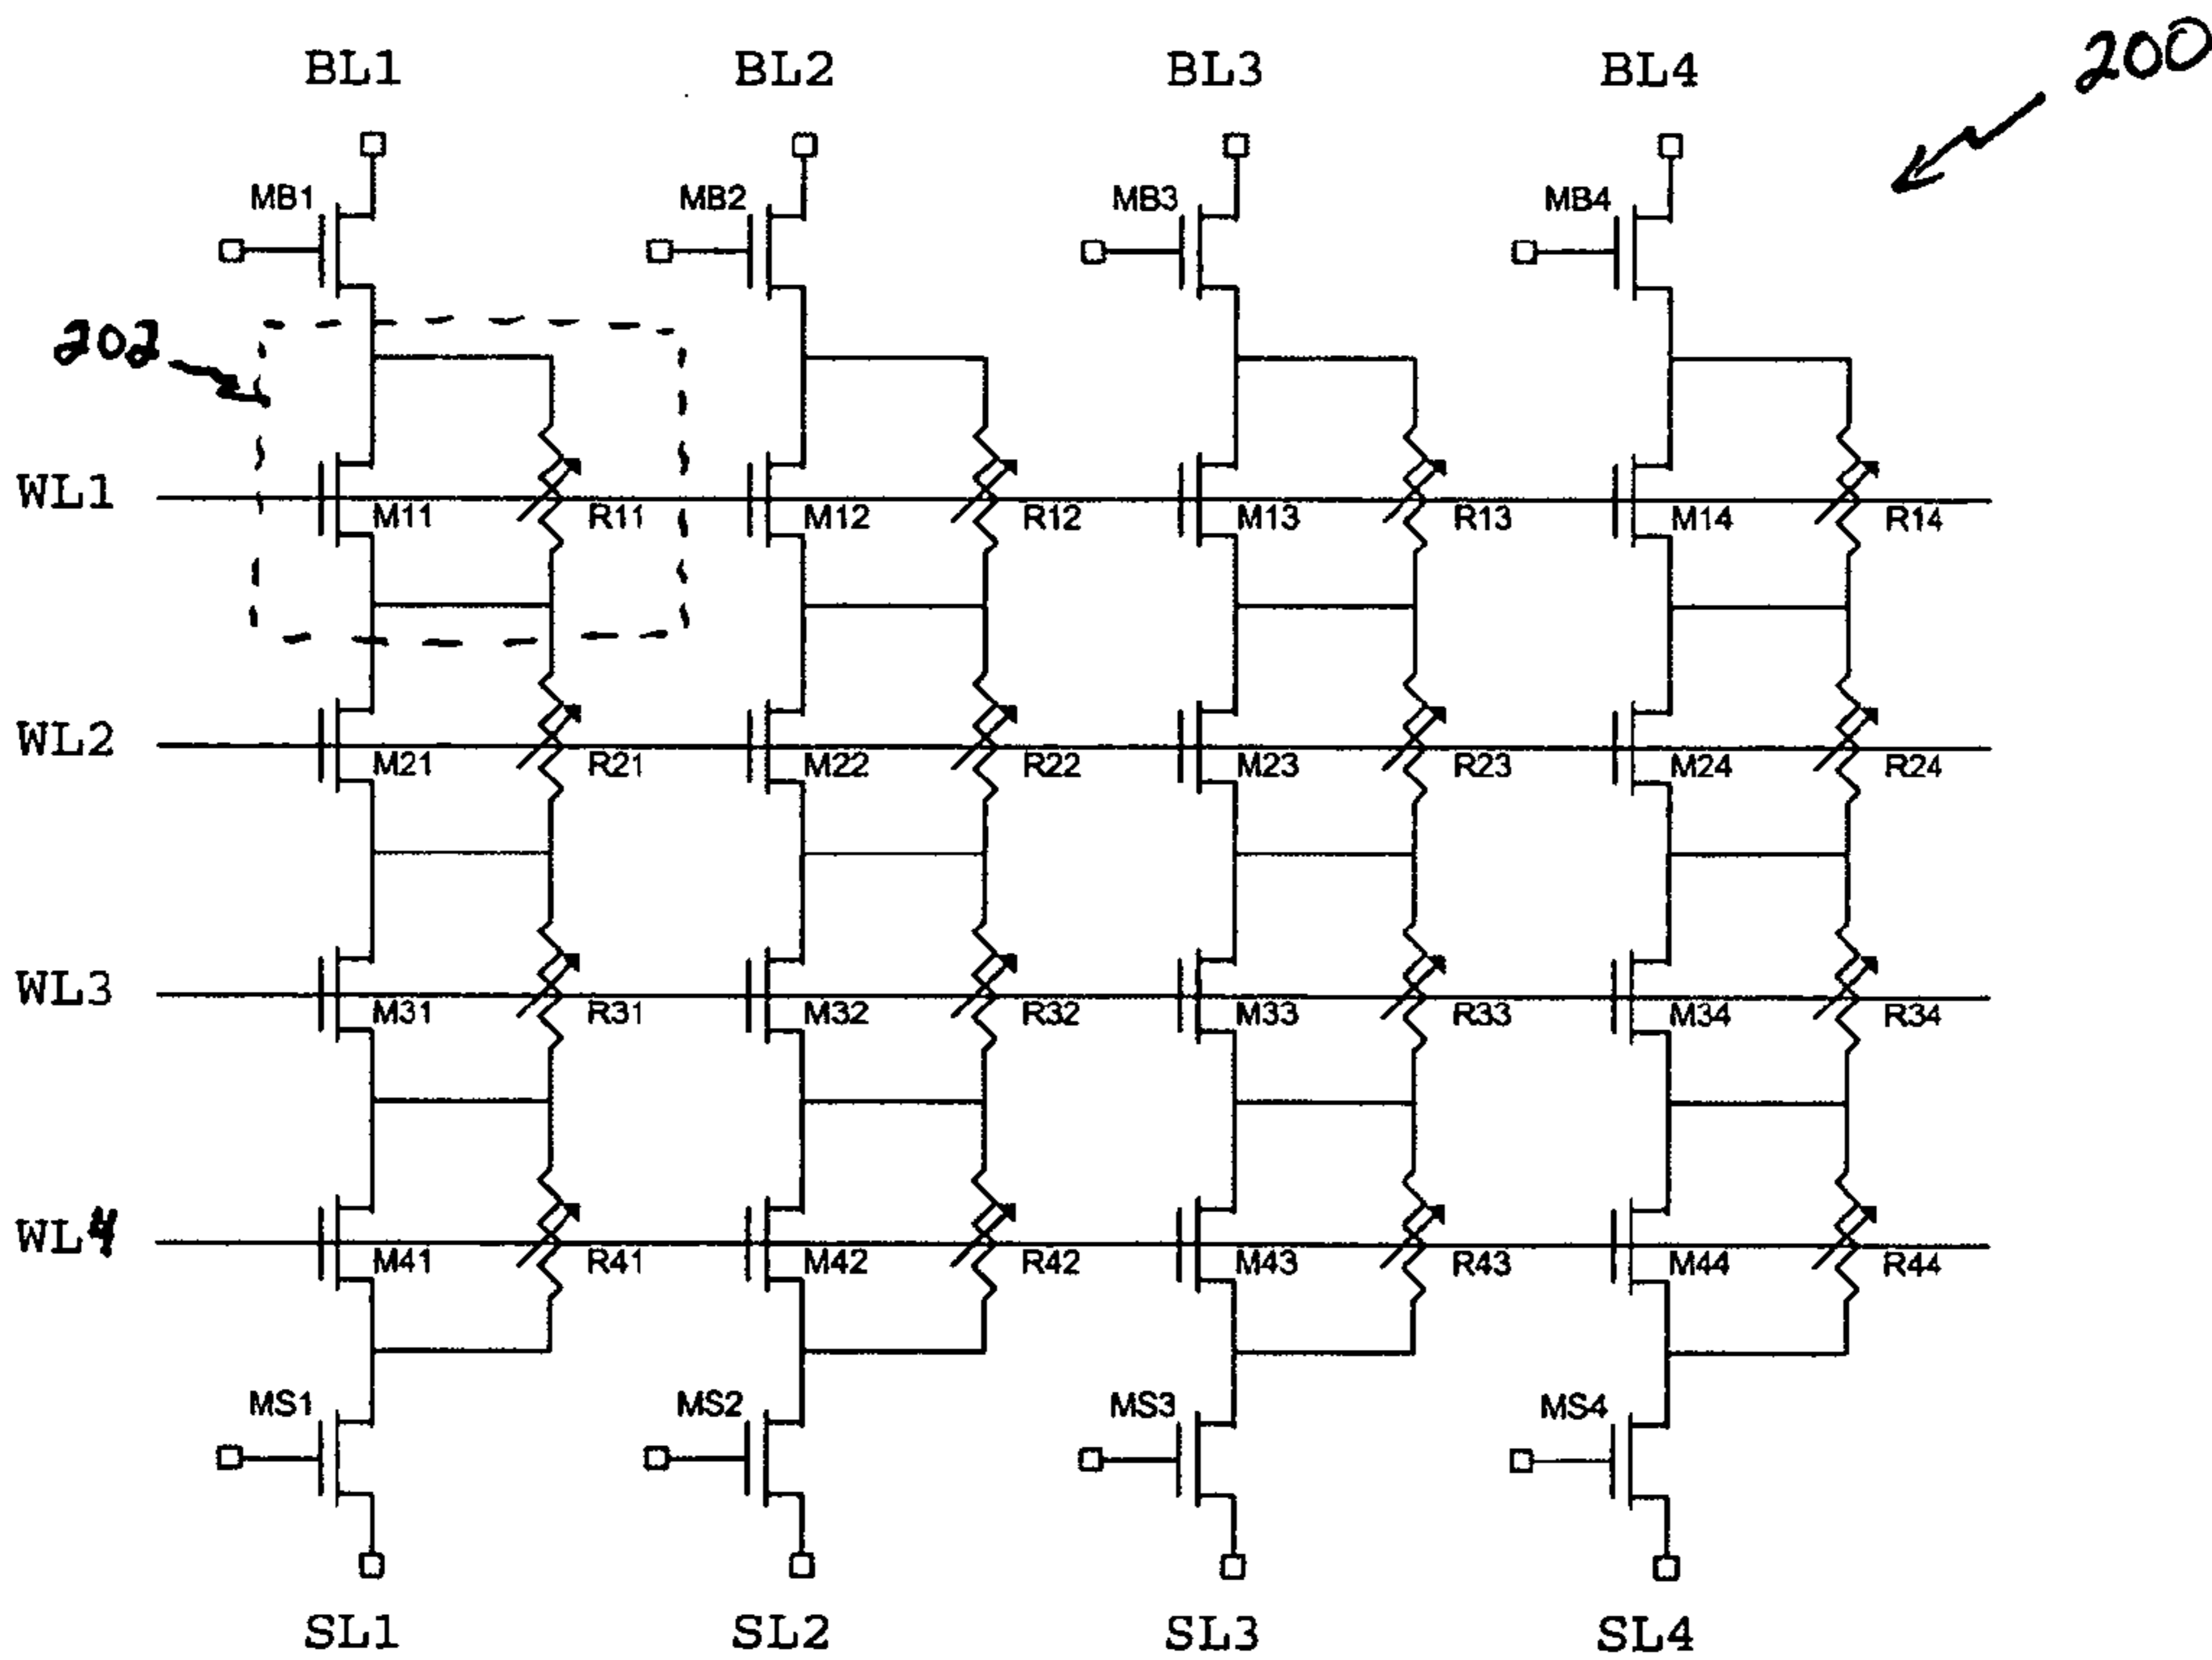 BL1 BL2 BL3 BL4 200
MB1 MB2 MB3 MB4
202
WL1 M11 R11 M12 R12 M13 R13 M14 R14
WL2 M21 R21 M22 R22 M23 R23 M24 R24
WL3 M31 R31 M32 R32 M33 R33 M34 R34
WL4 M41 R41 M42 R42 M43 R43 M44 R44
MS1 MS2 MS3 MS4
SL1 SL2 SL3 SL4